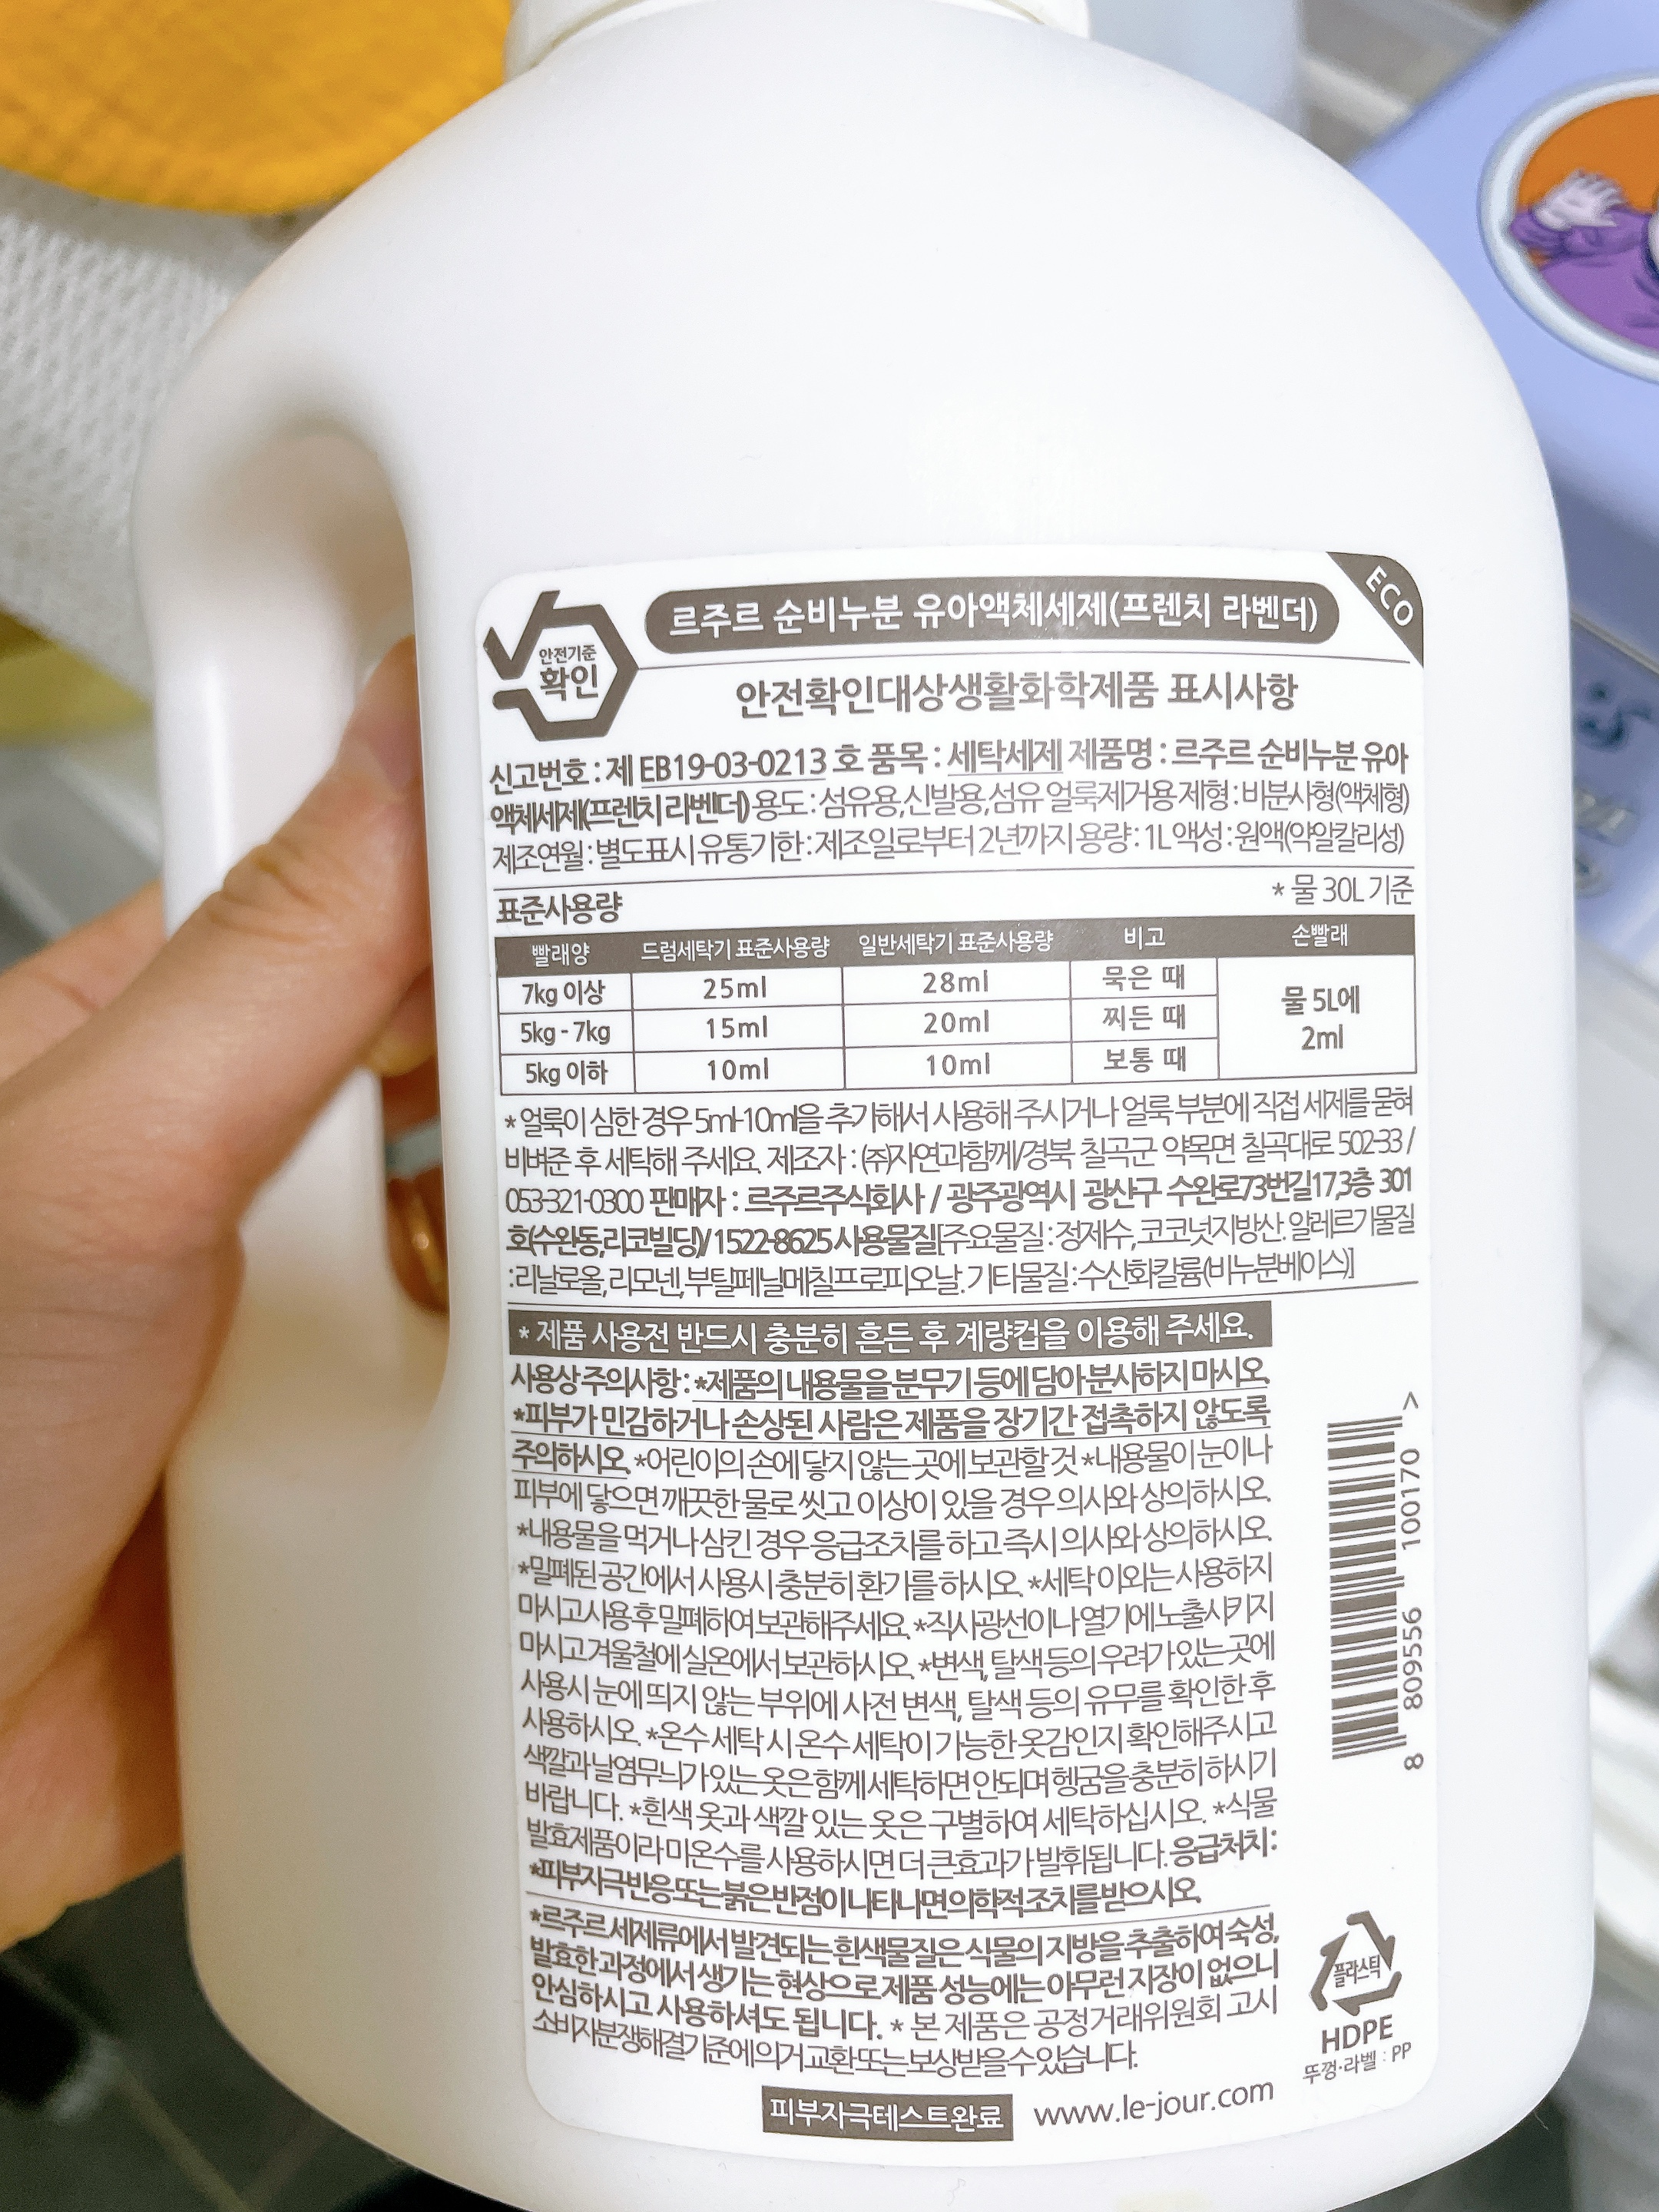 ECO
안전기준
확인
르주르 순비누분 유아액체세제(프렌치 라벤더)
안전확인대상생활화학제품 표시사항
신고번호 : 제 EB19-03-0213 호 품목 : 세탁세제 제품명 : 르주르 순비누분 유아
액체세제(프렌치 라벤더) 용도 : 섬유용,신발용,섬유 얼룩제거용 제형 : 비분사형(액체형)
제조연월 : 별도표시 유통기한 : 제조일로부터 2년까지 용량 : 1L 액성 : 원액(약알칼리성)
표준사용량 * 물 30L 기준
빨래양 드럼세탁기 표준사용량 일반세탁기 표준사용량 비고 손빨래
7kg 이상 25ml 28ml 묵은 때
5kg - 7kg 15ml 20ml 찌든 때
5kg 이하 10ml 10ml 보통 때
물 5L에
2ml
* 얼룩이 심한 경우 5ml-10ml을 추가해서 사용해 주시거나 얼룩 부분에 직접 세제를 묻혀
비벼준 후 세탁해 주세요. 제조자 : ㈜자연과함께/경북 칠곡군 약목면 칠곡대로 502-33 /
053-321-0300 판매자 : 르주르주식회사 / 광주광역시 광산구 수완로73번길17,3층 301
호(수완동,리코빌딩)/ 1522-8625 사용물질[주요물질 : 정제수,코코넛지방산. 알레르기물질
:리날로올, 리모넨,부틸페닐메칠프로피오날. 기타물질 : 수산화칼륨(비누분베이스)]
* 제품 사용전 반드시 충분히 흔든 후 계량컵을 이용해 주세요.
사용상 주의사항 : *제품의 내용물을 분무기 등에 담아 분사하지 마시오.
*피부가 민감하거나 손상된 사람은 제품을 장기간 접촉하지 않도록
주의하시오. *어린이의 손에 닿지 않는 곳에 보관할 것 *내용물이 눈이나
피부에 닿으면 깨끗한 물로 씻고 이상이 있을 경우 의사와 상의하시오.
*내용물을 먹거나 삼킨 경우 응급조치를 하고 즉시 의사와 상의하시오.
*밀폐된 공간에서 사용시 충분히 환기를 하시오. *세탁 이외는 사용하지
마시고 사용 후 밀폐하여 보관해주세요. *직사광선이나 열기에 노출시키지
마시고 겨울철에 실온에서 보관하시오. *변색, 탈색 등의 우려가 있는 곳에
사용시 눈에 띄지 않는 부위에 사전 변색, 탈색 등의 유무를 확인한 후
사용하시오. *온수 세탁 시 온수 세탁이 가능한 옷감인지 확인해주시고
색깔과 날염무늬가 있는 옷은 함께 세탁하면 안되며 헹굼을 충분히 하시기
바랍니다. *흰색 옷과 색깔 있는 옷은 구별하여 세탁하십시오. *식물
발효제품이라 미온수를 사용하시면 더 큰효과가 발휘됩니다. 응급처치 :
*피부자극반응 또는 붉은 반점이 나타나면 의학적 조치를 받으시오.
*르주르 세제류에서 발견되는 흰색물질은 식물의 지방을 추출하여 숙성,
발효한 과정에서 생기는 현상으로 제품 성능에는 아무런 지장이 없으니
안심하시고 사용하셔도 됩니다. * 본 제품은 공정거래위원회 고시
소비자분쟁해결기준에 의거 교환 또는 보상받을 수 있습니다.
피부자극테스트완료 www.le-jour.com
8 809556 100170 >
플라스틱
HDPE
뚜껑·라벨 : PP